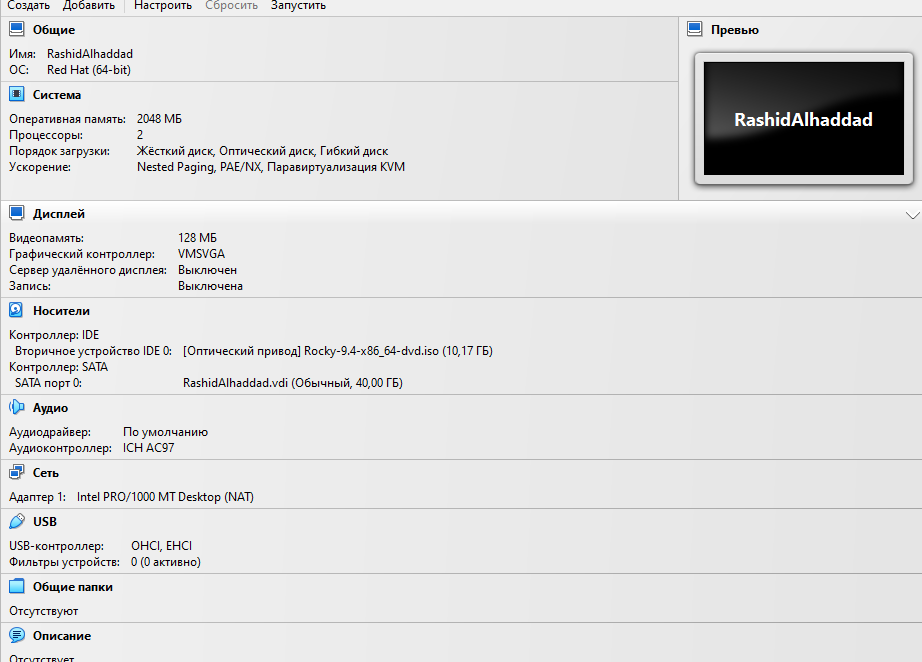 Создать Добавить Настроить Сбросить Запустить
Общие
Имя: RashidAlhaddad
ОС: Red Hat (64-bit)
Превью
RashidAlhaddad
Система
Оперативная память: 2048 МБ
Процессоры: 2
Порядок загрузки: Жёсткий диск, Оптический диск, Гибкий диск
Ускорение: Nested Paging, PAE/NX, Паравиртуализация KVM
Дисплей
Видеопамять: 128 МБ
Графический контроллер: VMSVGA
Сервер удалённого дисплея: Выключен
Запись: Выключена
Носители
Контроллер: IDE
Вторичное устройство IDE 0: [Оптический привод] Rocky-9.4-x86_64-dvd.iso (10,17 ГБ)
Контроллер: SATA
SATA порт 0: RashidAlhaddad.vdi (Обычный, 40,00 ГБ)
Аудио
Аудиодрайвер: По умолчанию
Аудиоконтроллер: ICH AC97
Сеть
Адаптер 1: Intel PRO/1000 MT Desktop (NAT)
USB
USB-контроллер: OHCI, EHCI
Фильтры устройств: 0 (0 активно)
Общие папки
Отсутствуют
Описание
Отсутствует